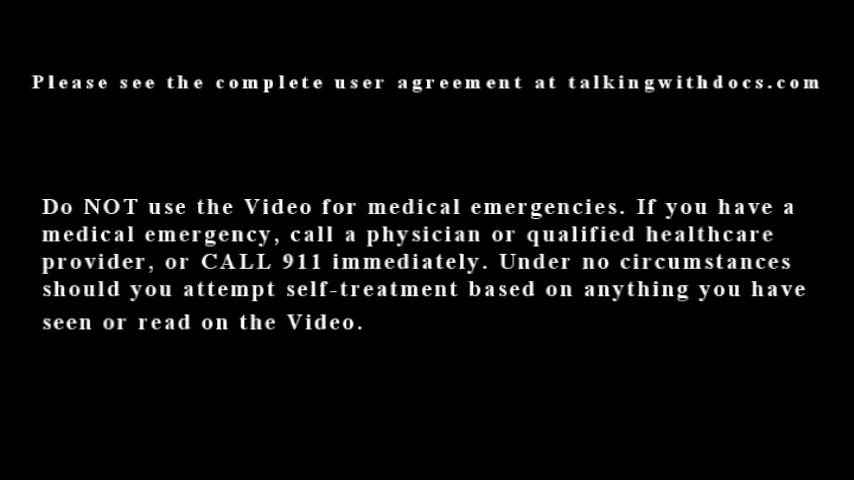 Please see the complete user agreement at talkingwithdocs.com
Do NOT use the Video for medical emergencies. If you have a
medical emergency, call a physician or qualified healthcare
provider, or CALL 911 immediately. Under no circumstances
should you attempt self-treatment based on anything you have
seen or read on the Video.